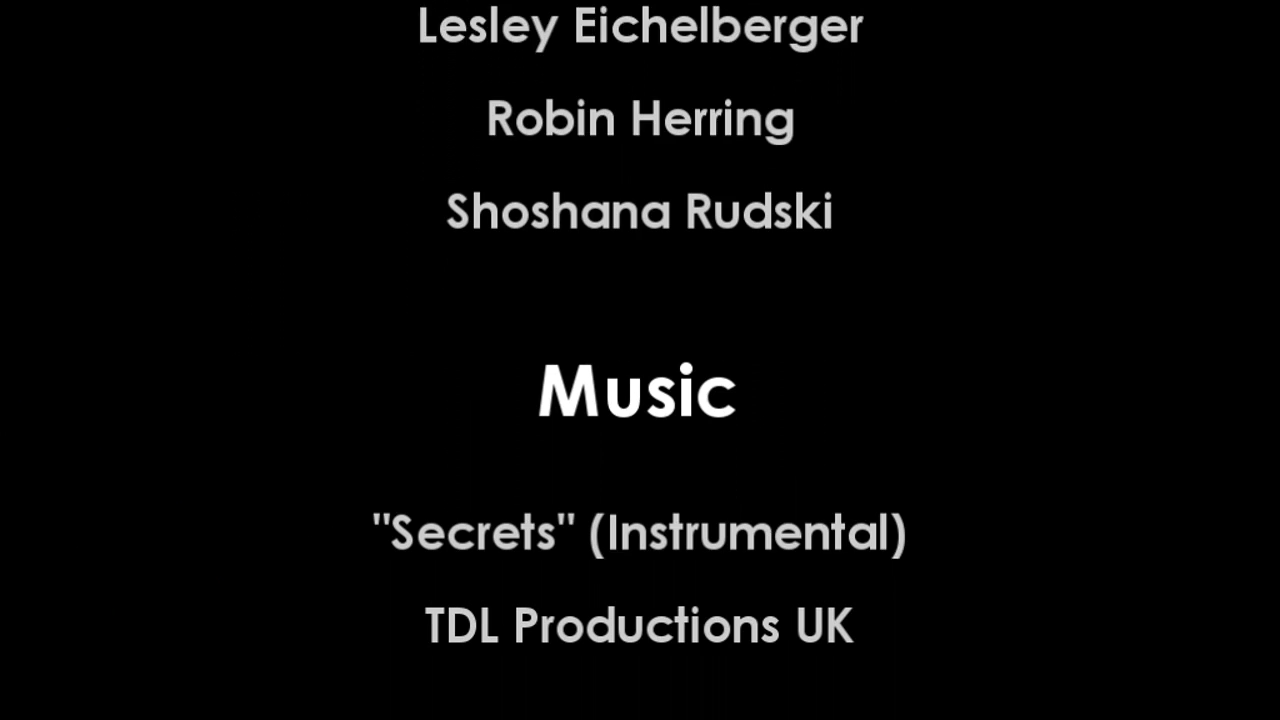 Lesley Eichelberger
Robin Herring
Shoshana Rudski
Music
"Secrets" (Instrumental)
TDL Productions UK